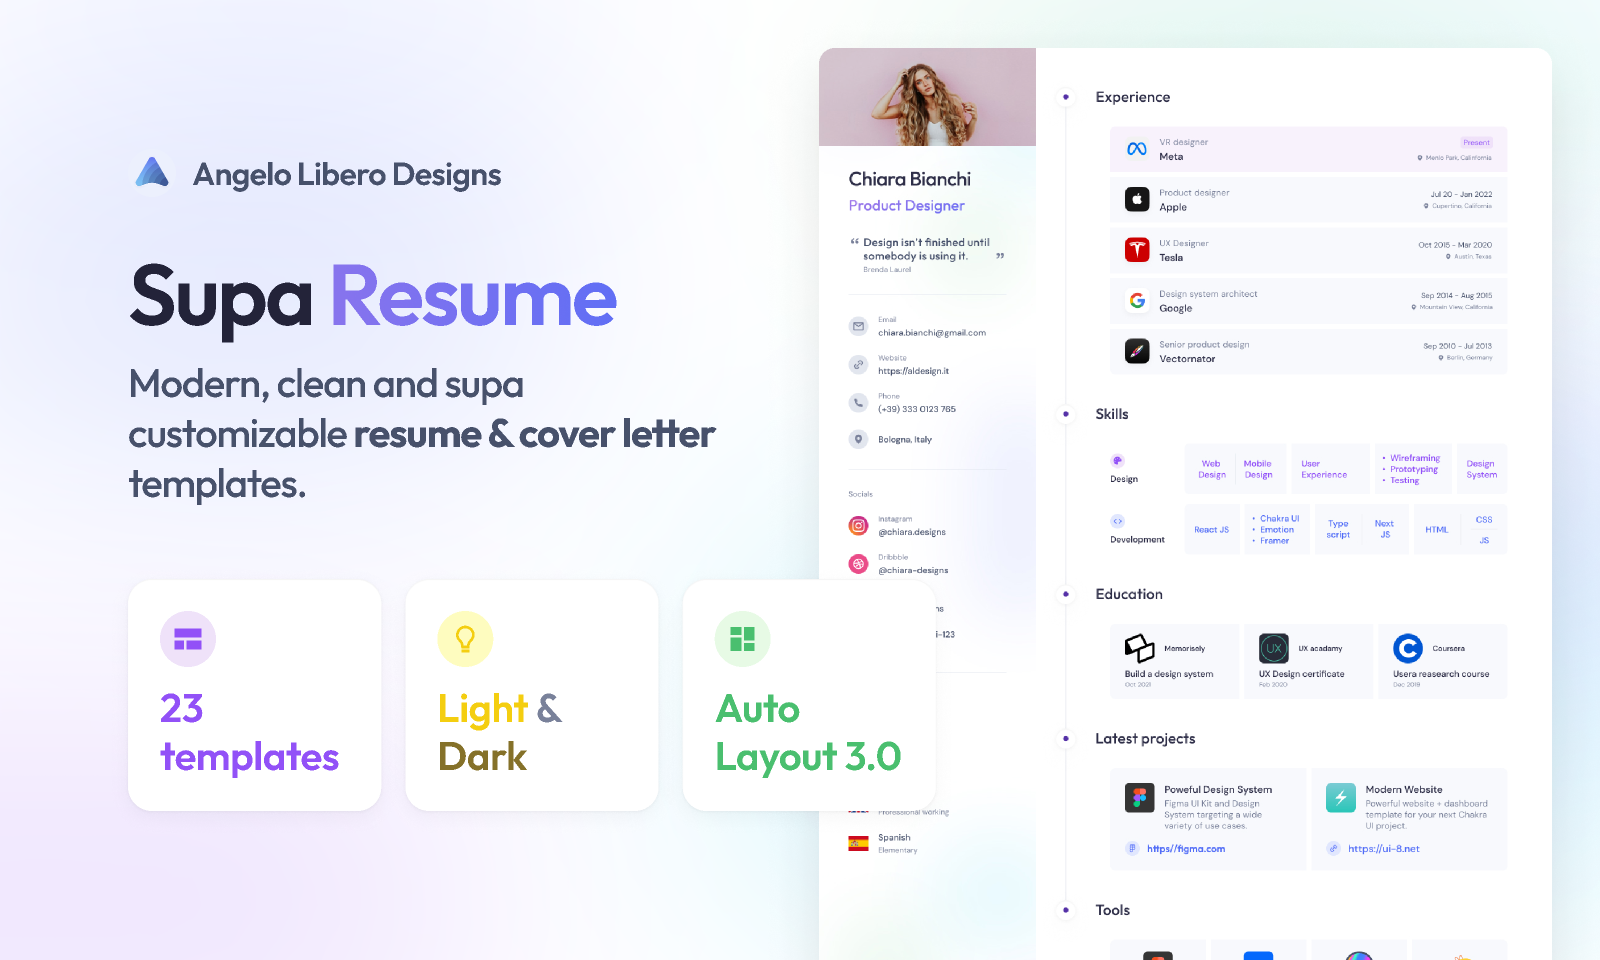 Angelo Libero Designs
Supa Resume
Modern, clean and supa
customizable resume & cover letter
templates.
23
templates
Light &
Dark
Auto
Layout 3.0
Chiara Bianchi
Product Designer
“ Design isn't finished until
somebody is using it. ”
Brenda Laurel
Email
chiara.bianchi@gmail.com
Website
https://aldesign.it
Phone
(+39) 333 0123 765
Bologna, Italy
Socials
Instagram
@chiara.designs
Dribbble
@chiara-designs
ns
i-123
Professional working
Spanish
Elementary
Experience
VR designer
Meta
Present
Menlo Park, California
Product designer
Apple
Jul 20 - Jan 2022
Cupertino, California
UX Designer
Tesla
Oct 2015 - Mar 2020
Austin, Texas
Design system architect
Google
Sep 2014 - Aug 2015
Mountain View, California
Senior product design
Vectornator
Sep 2010 - Jul 2013
Berlin, Germany
Skills
Design
Web
Design
Mobile
Design
User
Experience
• Wireframing
• Prototyping
• Testing
Design
System
Development
React JS
• Chakra UI
• Emotion
• Framer
Type
script
Next
JS
HTML
CSS
JS
Education
Memorisely
Build a design system
Oct 2021
UX
UX acadamy
UX Design certificate
Feb 2020
Coursera
Usera reasearch course
Dec 2019
Latest projects
Poweful Design System
Figma UI Kit and Design
System targeting a wide
variety of use cases.
https//figma.com
Modern Website
Powerful website + dashboard
template for your next Chakra
UI project.
https://ui-8.net
Tools